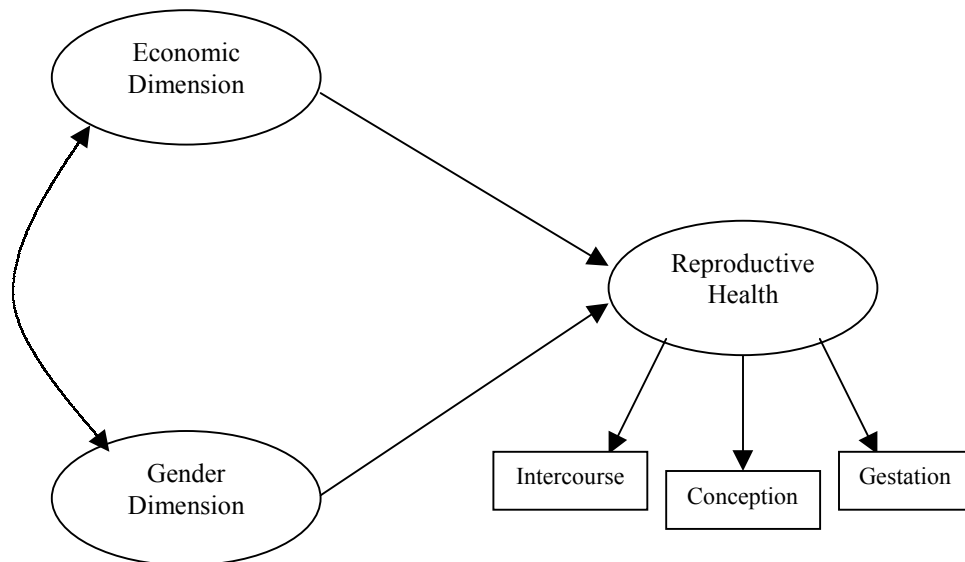 Economic
Dimension
Reproductive
Health
Gender
Dimension
Intercourse
Conception
Gestation